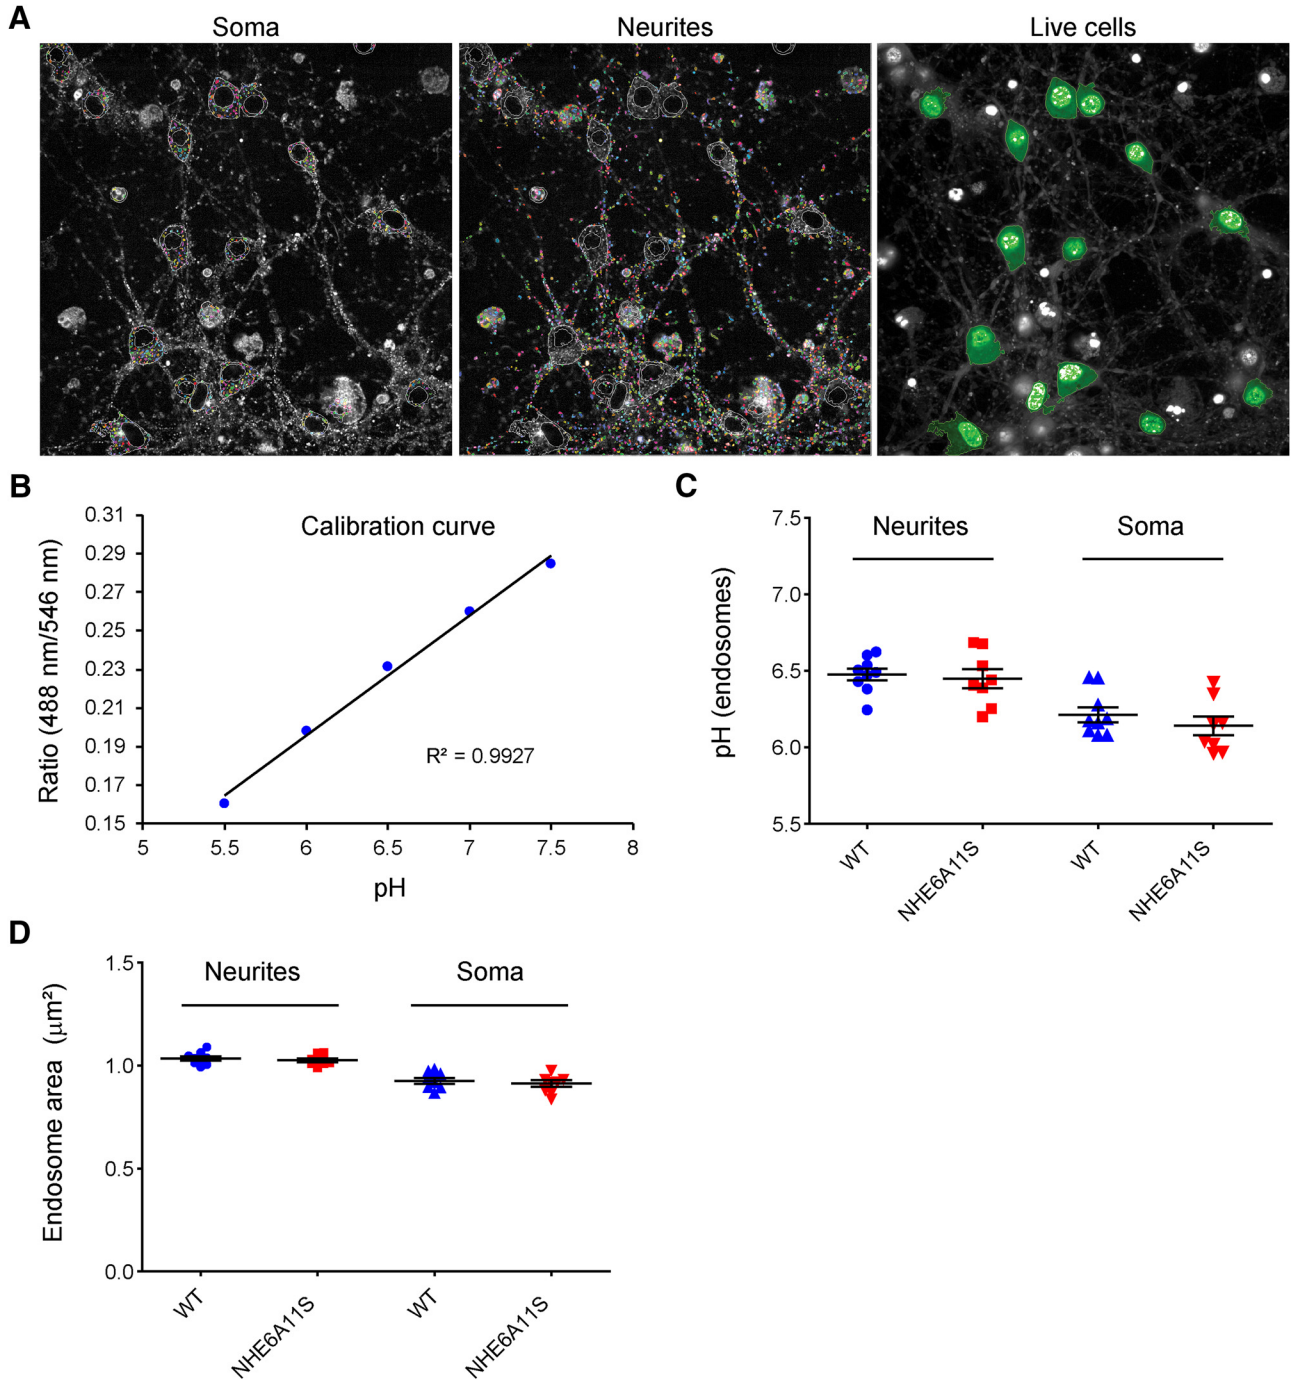 A
Soma
Neurites
Live cells
B
Calibration curve
Ratio (488 nm/546 nm)
0.31
0.29
0.27
0.25
0.23
0.21
0.19
0.17
0.15
R² = 0.9927
5
5.5
6
6.5
7
7.5
8
pH
C
Neurites
Soma
pH (endosomes)
7.5
7.0
6.5
6.0
5.5
WT
NHE6A11S
WT
NHE6A11S
D
Neurites
Soma
Endosome area (μm²)
1.5
1.0
0.5
0.0
WT
NHE6A11S
WT
NHE6A11S